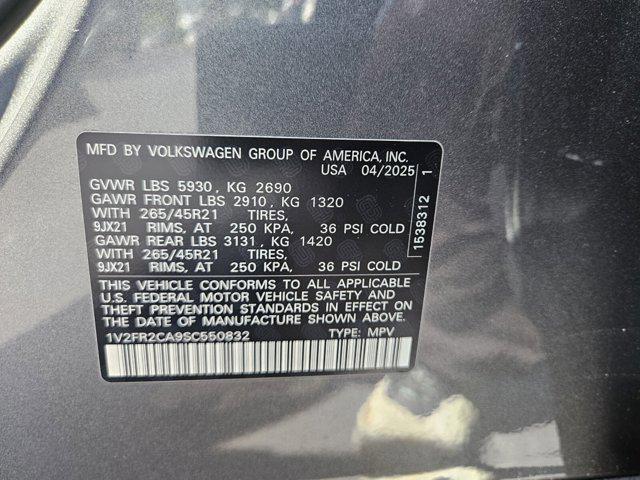 MFD BY VOLKSWAGEN GROUP OF AMERICA, INC.
USA 04/2025
GVWR LBS 5930, KG 2690
GAWR FRONT LBS 2910, KG 1320
WITH 265/45R21 TIRES,
9JX21 RIMS, AT 250 KPA, 36 PSI COLD
GAWR REAR LBS 3131, KG 1420
WITH 265/45R21 TIRES,
9JX21 RIMS, AT 250 KPA, 36 PSI COLD
THIS VEHICLE CONFORMS TO ALL APPLICABLE
U.S. FEDERAL MOTOR VEHICLE SAFETY AND
THEFT PREVENTION STANDARDS IN EFFECT ON
THE DATE OF MANUFACTURE SHOWN ABOVE.
1V2FR2CA9SC550832 TYPE: MPV
1538312 1